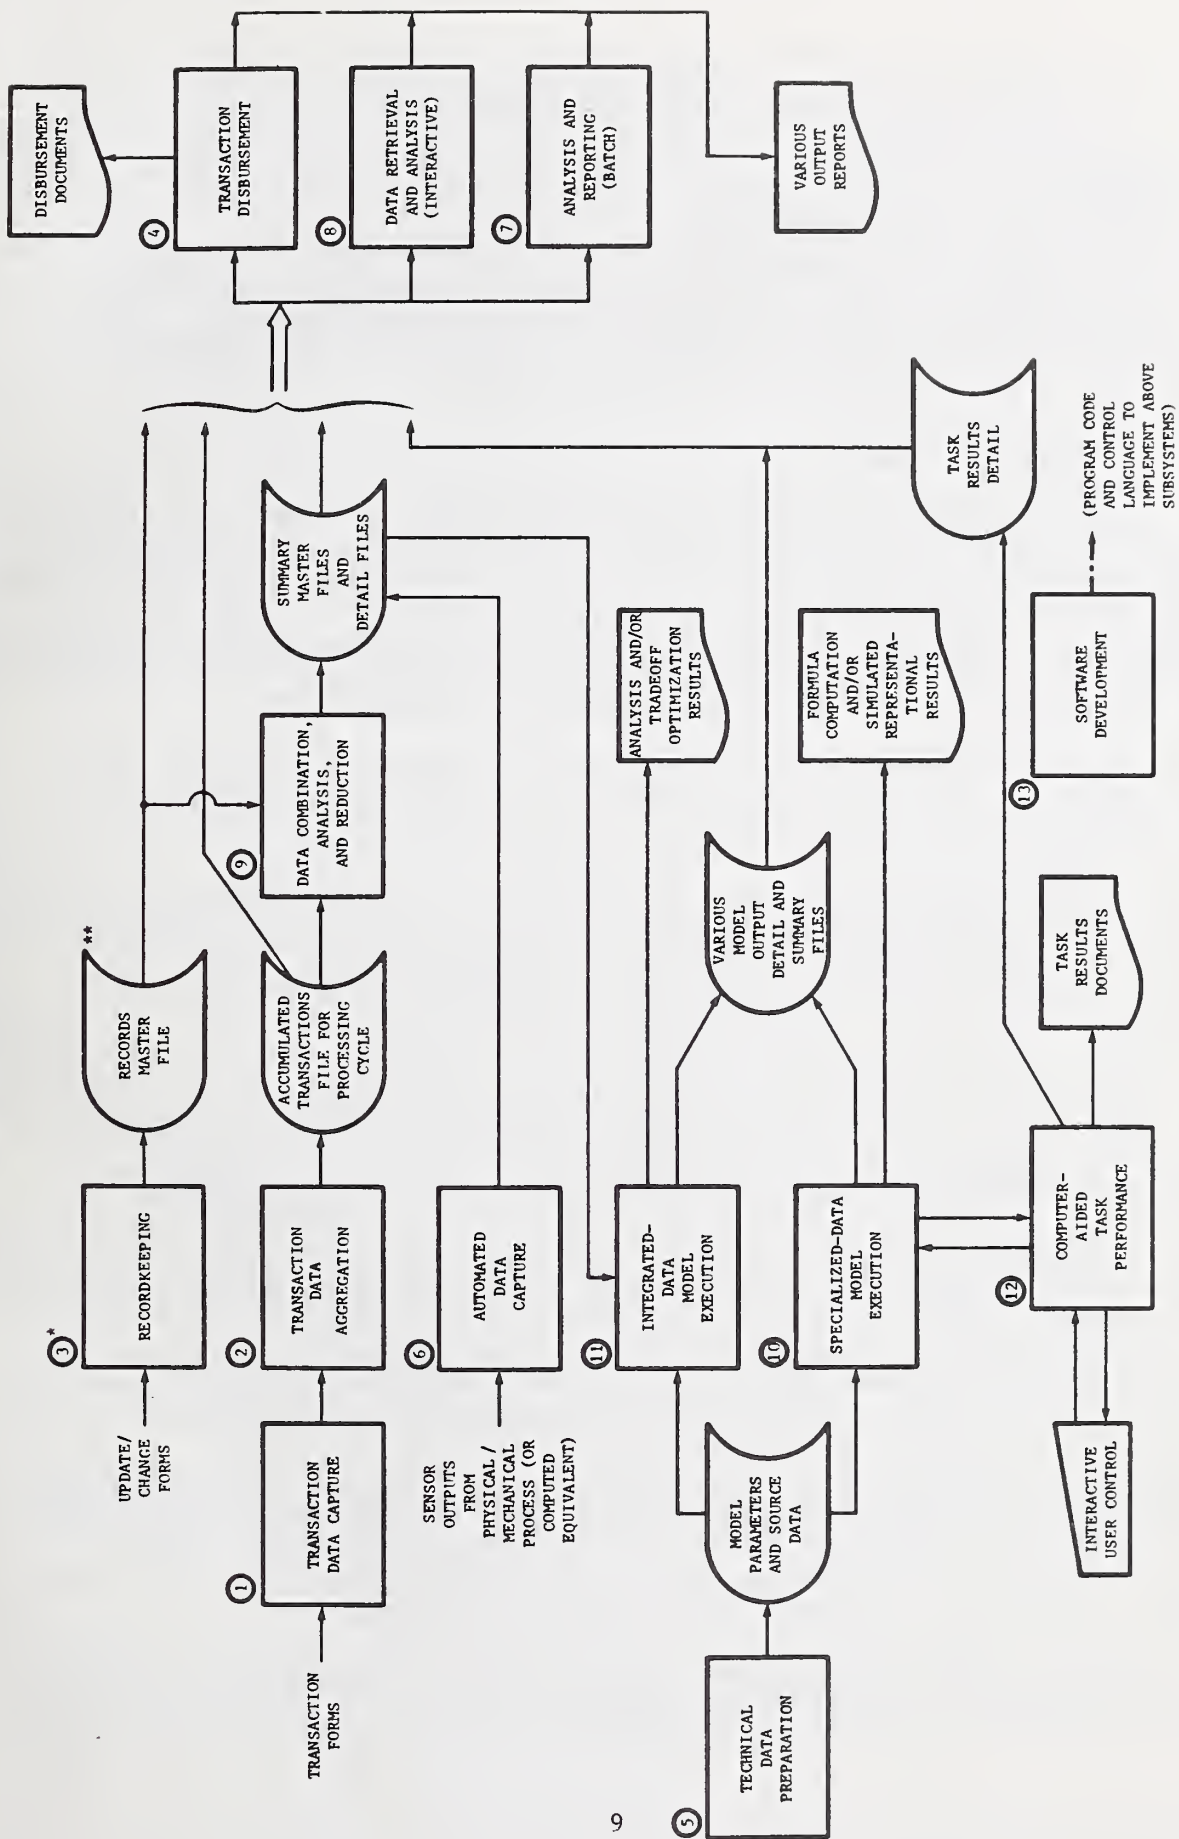 DISBURSEMENT
DOCUMENTS
4
TRANSACTION
DISBURSEMENT
8
DATA RETRIEVAL
AND ANALYSIS
(INTERACTIVE)
7
ANALYSIS AND
REPORTING
(BATCH)
VARIOUS
OUTPUT
REPORTS
**
RECORDS
MASTER
FILE
3*
RECORDKEEPING
UPDATE/
CHANGE
FORMS
SUMMARY
MASTER
FILES
AND
DETAIL FILES
9
DATA COMBINATION,
ANALYSIS,
AND REDUCTION
ACCUMULATED
TRANSACTIONS
FILE FOR
PROCESSING
CYCLE
2
TRANSACTION
DATA
AGGREGATION
1
TRANSACTION
DATA CAPTURE
TRANSACTION
FORMS
6
AUTOMATED
DATA
CAPTURE
SENSOR
OUTPUTS
FROM
PHYSICAL/
MECHANICAL
PROCESS (OR
COMPUTED
EQUIVALENT)
ANALYSIS AND/OR
TRADEOFF
OPTIMIZATION
RESULTS
11
INTEGRATED-
DATA
MODEL
EXECUTION
VARIOUS
MODEL
OUTPUT
DETAIL AND
SUMMARY
FILES
FORMULA
COMPUTATION
AND/OR
SIMULATED
REPRESENTA-
TIONAL
RESULTS
10
SPECIALIZED-DATA
MODEL
EXECUTION
MODEL
PARAMETERS
AND SOURCE
DATA
5
TECHNICAL
DATA
PREPARATION
TASK
RESULTS
DETAIL
13
SOFTWARE
DEVELOPMENT
(PROGRAM CODE
AND CONTROL
LANGUAGE TO
IMPLEMENT ABOVE
SUBSYSTEMS)
TASK
RESULTS
DOCUMENTS
12
COMPUTER-
AIDED
TASK
PERFORMANCE
INTERACTIVE
USER CONTROL
9